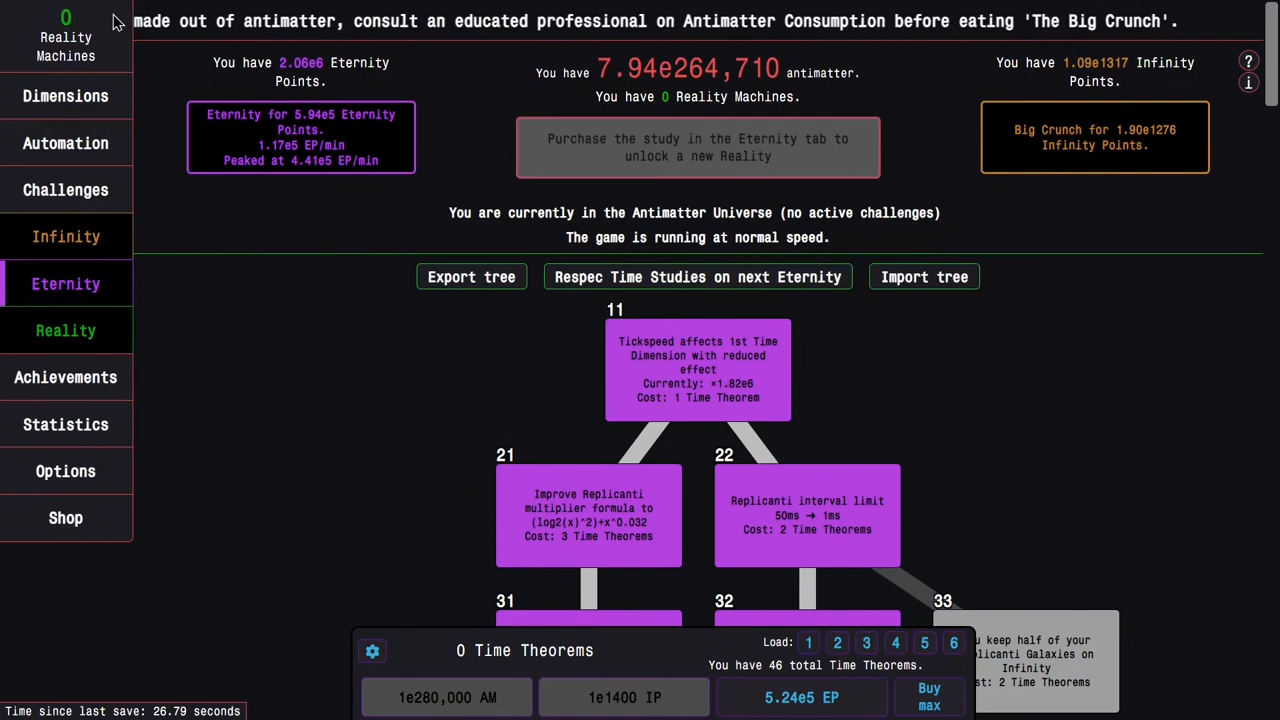 0
Reality
Machines
made out of antimatter, consult an educated professional on Antimatter Consumption before eating 'The Big Crunch'.
Dimensions
Automation
Challenges
Infinity
Eternity
Reality
Achievements
Statistics
Options
Shop
You have 2.06e6 Eternity
Points.
Eternity for 5.94e5 Eternity
Points.
1.17e5 EP/min
Peaked at 4.41e5 EP/min
You have 7.94e264,710 antimatter.
You have 0 Reality Machines.
Purchase the study in the Eternity tab to
unlock a new Reality
You have 1.09e1317 Infinity
Points.
Big Crunch for 1.90e1276
Infinity Points.
?
i
You are currently in the Antimatter Universe (no active challenges)
The game is running at normal speed.
Export tree
Respec Time Studies on next Eternity
Import tree
11
Tickspeed affects 1st Time
Dimension with reduced
effect
Currently: ×1.82e6
Cost: 1 Time Theorem
21
Improve Replicanti
multiplier formula to
(log2(x)^2)+x^0.032
Cost: 3 Time Theorems
22
Replicanti interval limit
50ms → 1ms
Cost: 2 Time Theorems
31
32
33
keep half of your
Galaxies on
Infinity
2 Time Theorems
0 Time Theorems
Load: 1 2 3 4 5 6
You have 46 total Time Theorems.
1e280,000 AM
1e1400 IP
5.24e5 EP
Buy
max
Time since last save: 26.79 seconds